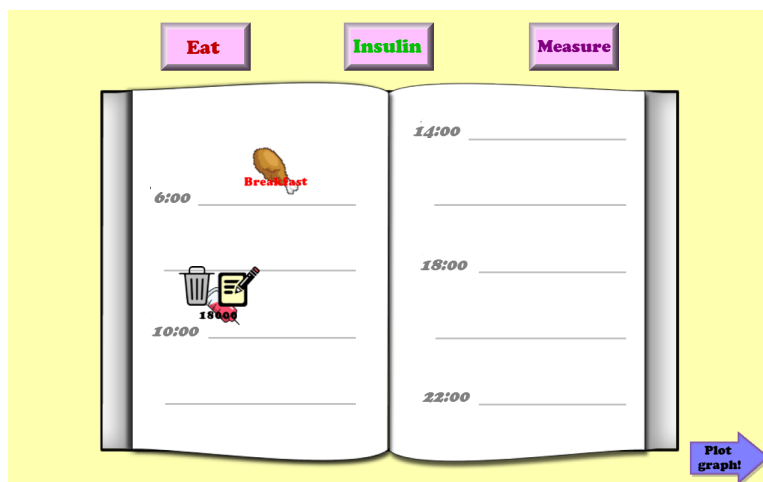 Eat
Insulin
Measure
Breakfast
6:00
18000
10:00
14:00
18:00
22:00
Plot
graph!